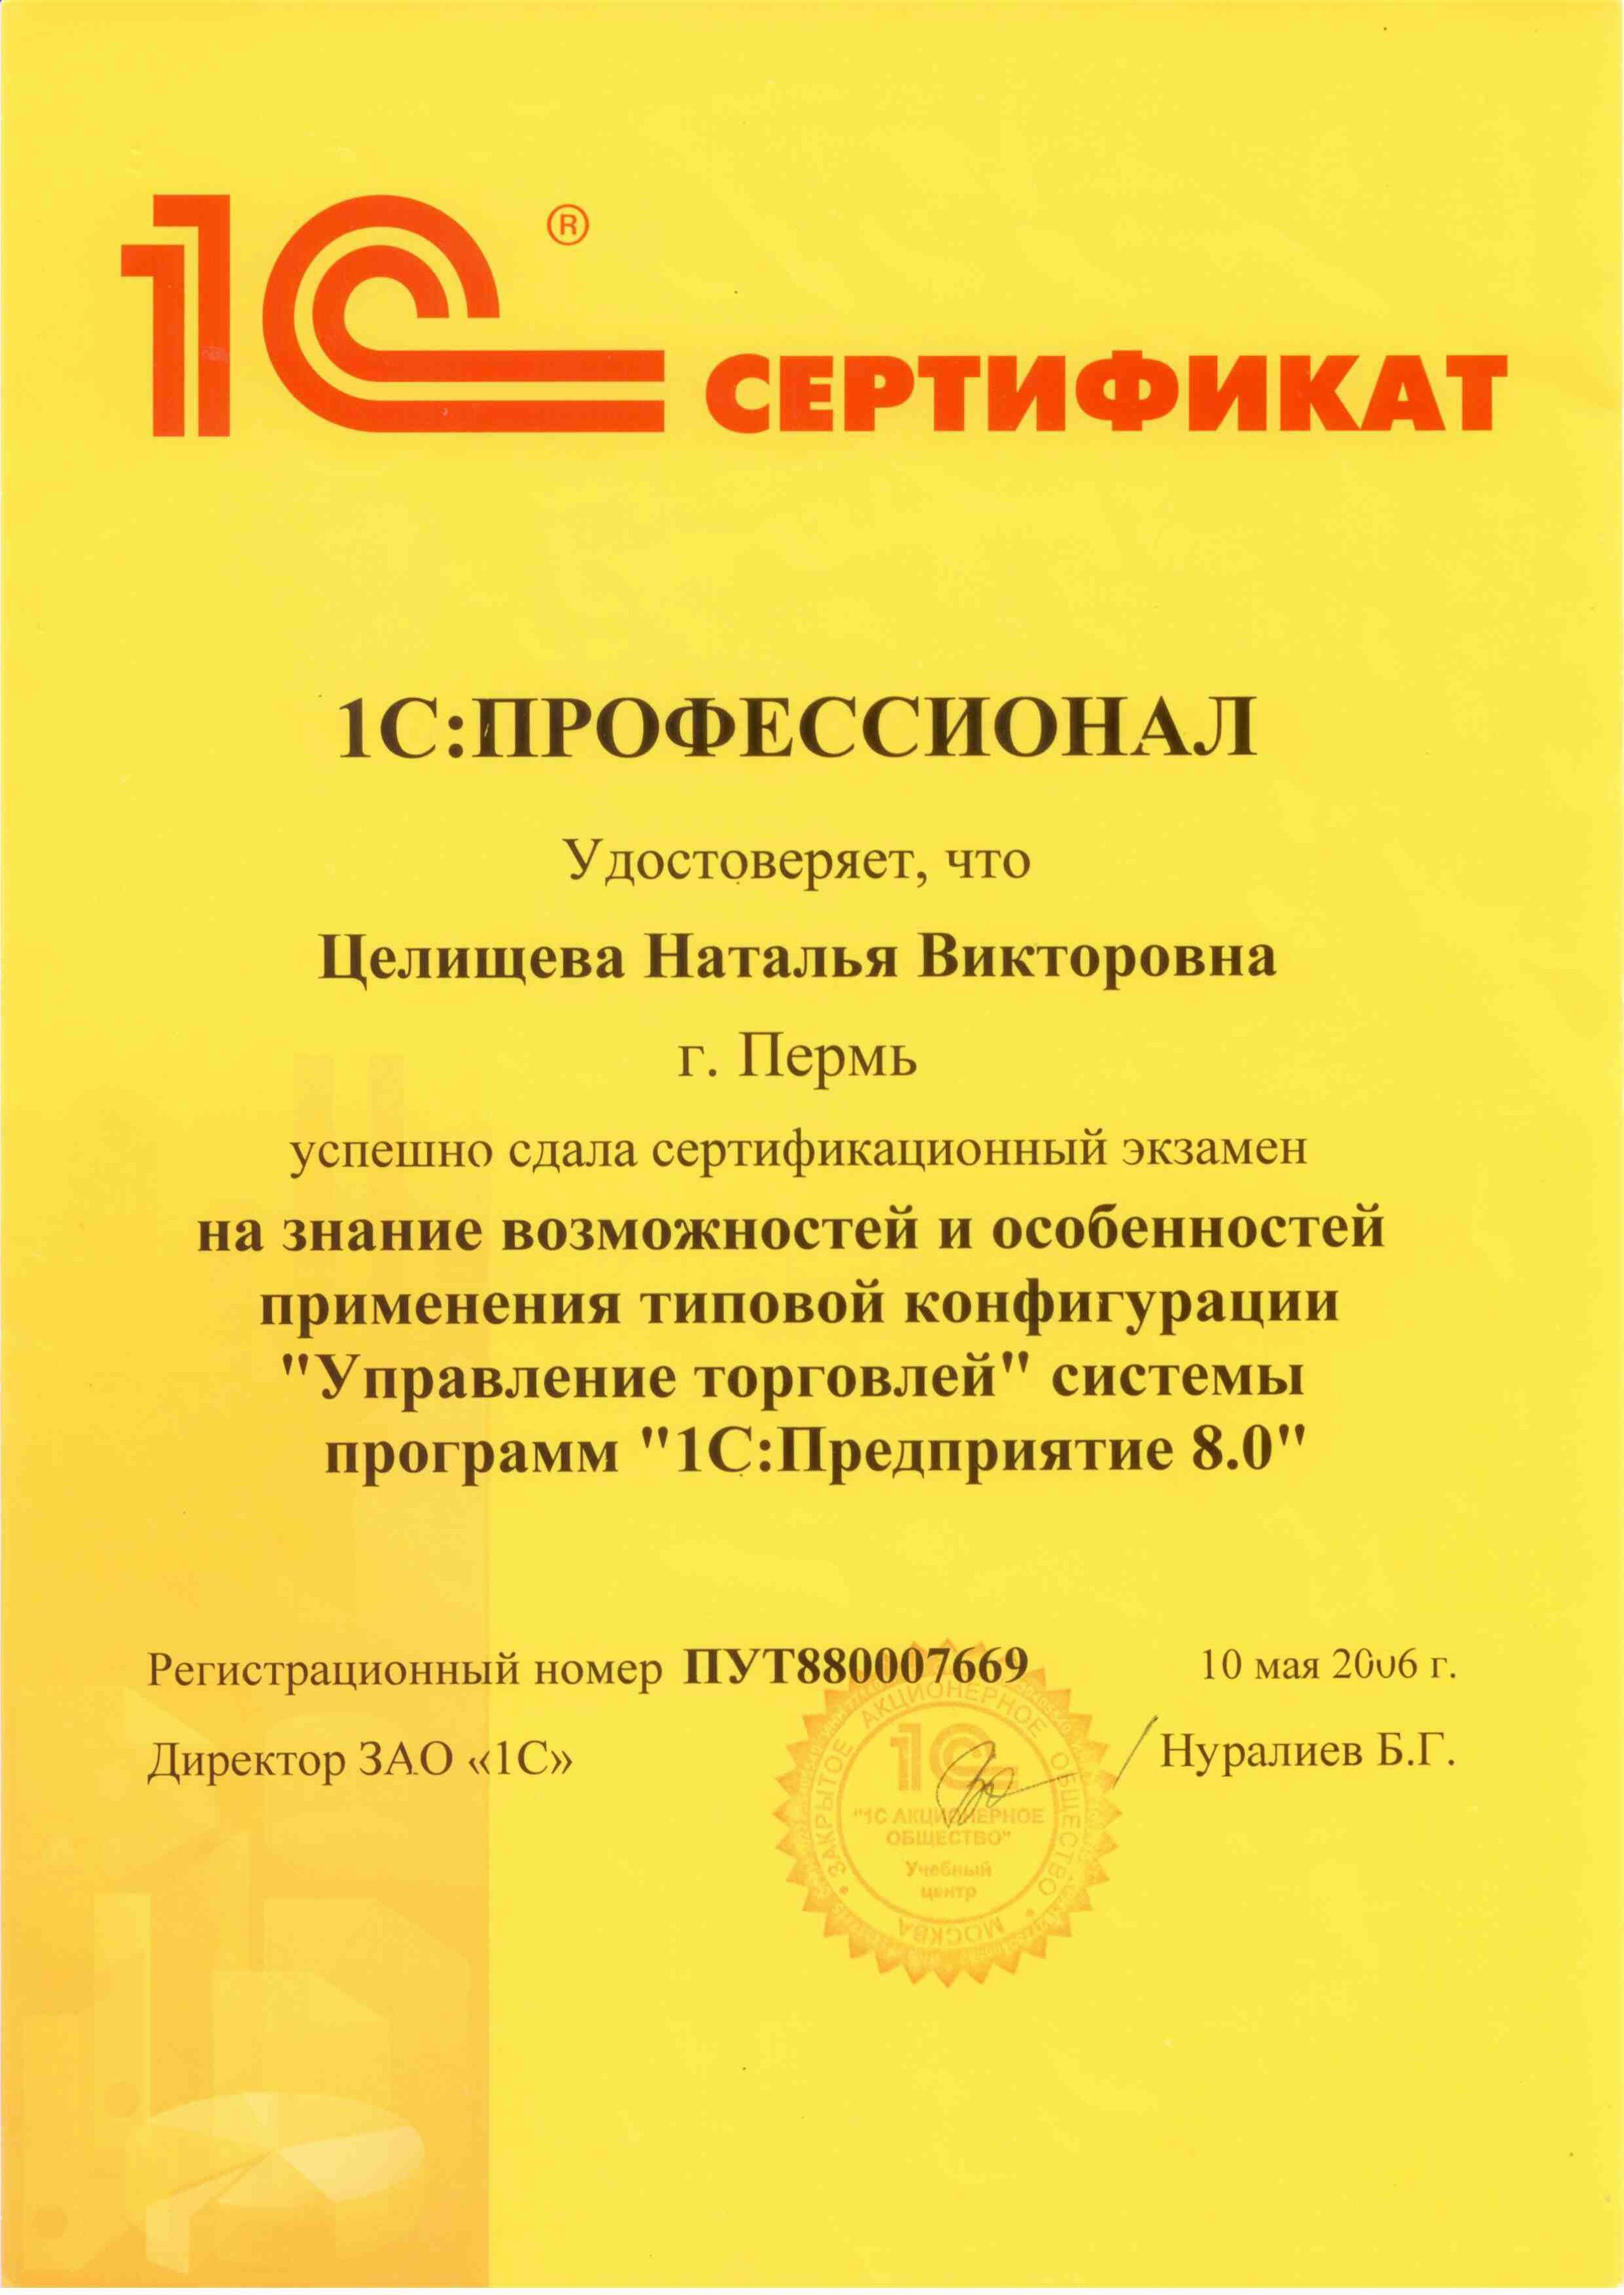 1С® СЕРТИФИКАТ
1С:ПРОФЕССИОНАЛ
Удостоверяет, что
Целищева Наталья Викторовна
г. Пермь
успешно сдала сертификационный экзамен
на знание возможностей и особенностей
применения типовой конфигурации
"Управление торговлей" системы
программ "1С:Предприятие 8.0"
Регистрационный номер ПУТ880007669
10 мая 2006 г.
Директор ЗАО «1С»
Нуралиев Б.Г.
ЗАКРЫТОЕ АКЦИОНЕРНОЕ ОБЩЕСТВО
1С
"1С АКЦИОНЕРНОЕ
ОБЩЕСТВО"
Учебный
центр
МОСКВА